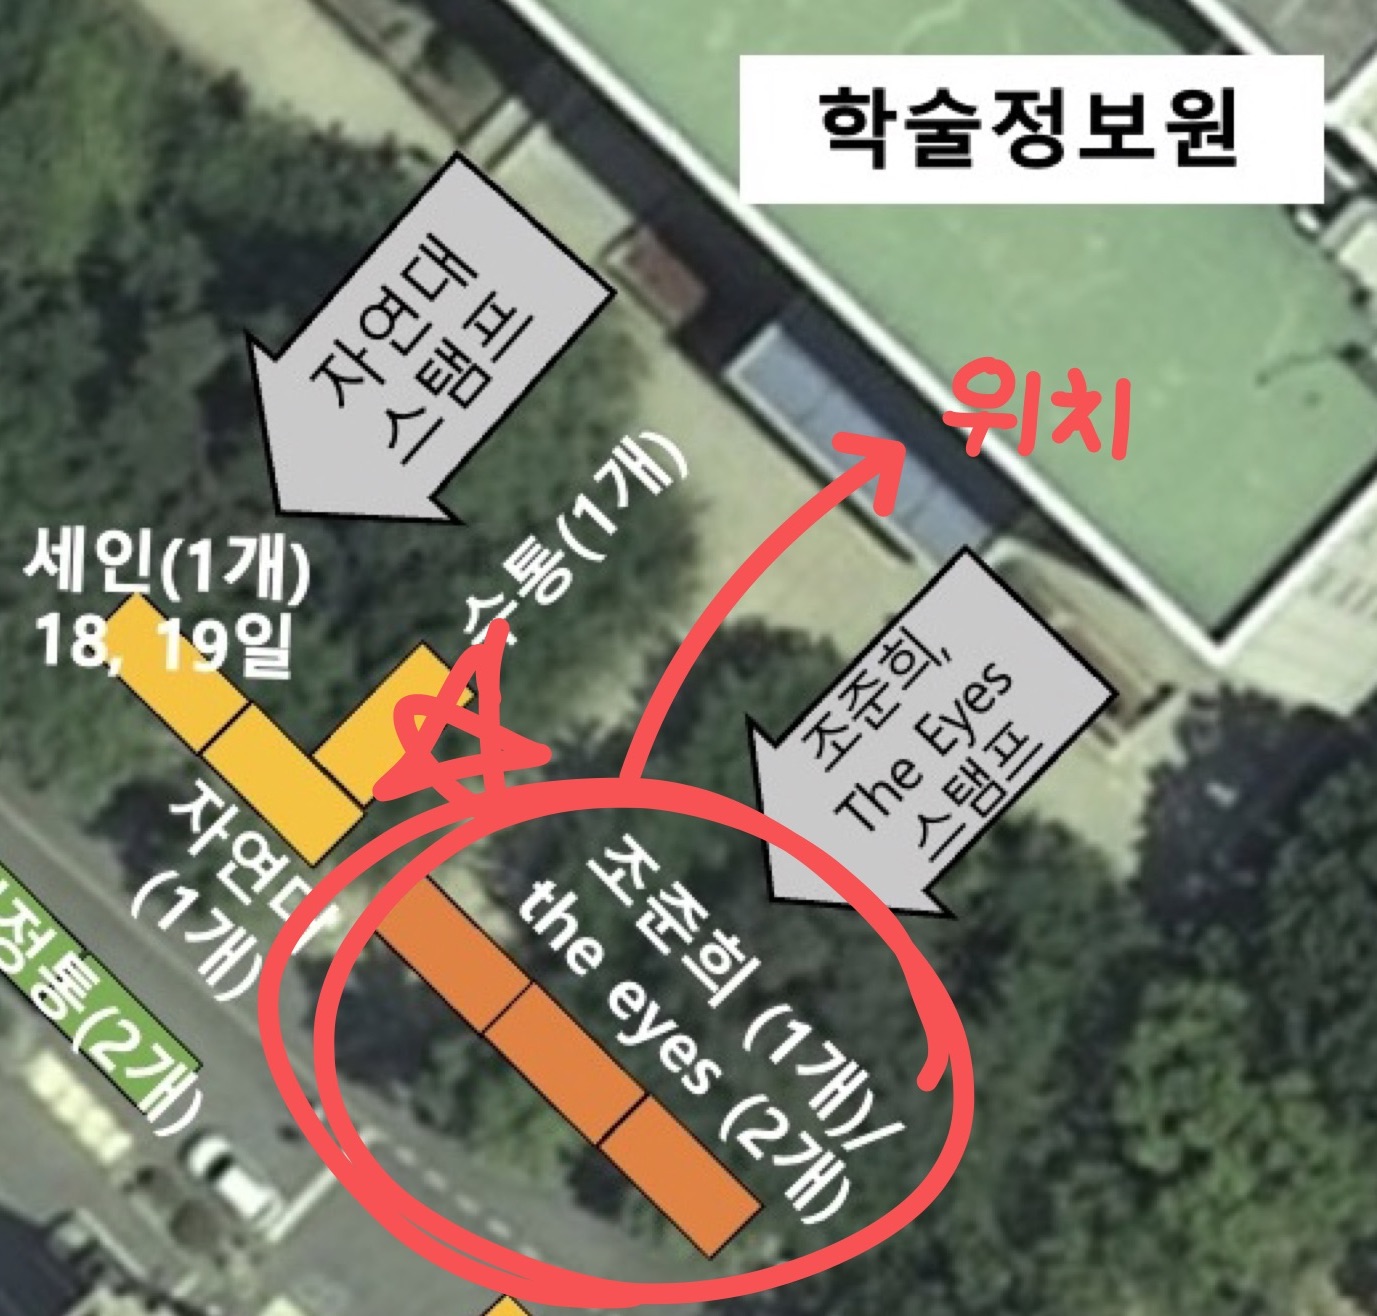 학술정보원
자연대
스탬프
위치
수통(1개)
세인(1개)
18, 19일
조준희,
The Eyes
스탬프
자연대
(1개)
조준희 (1개)/
the eyes (2개)
정통(2개)